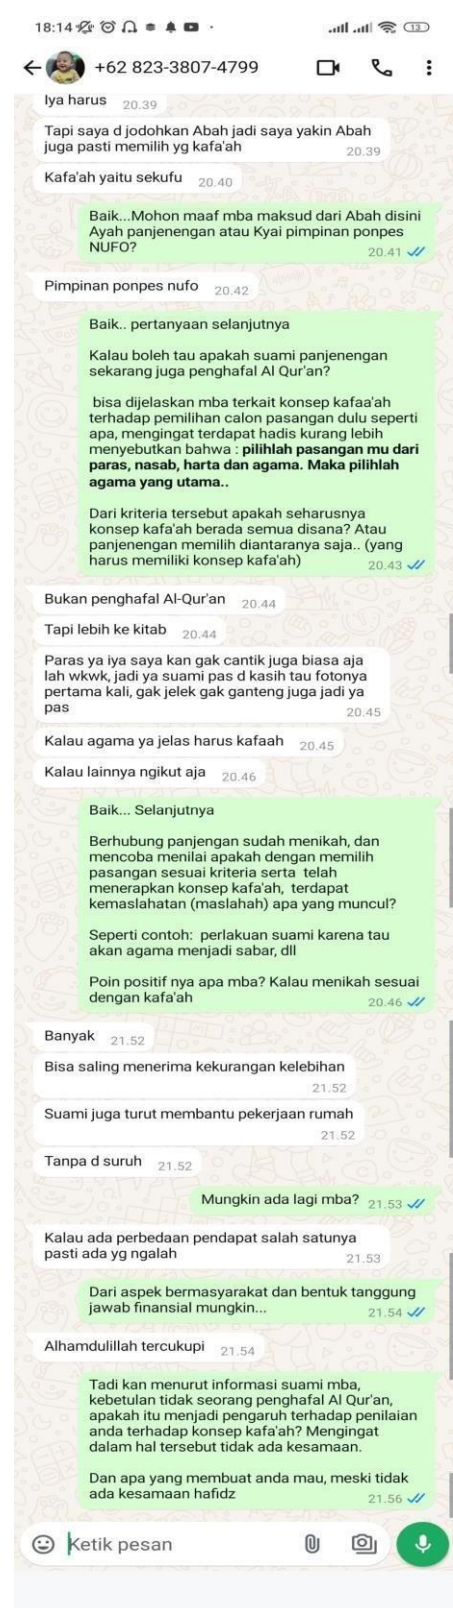 18:14
13
+62 823-3807-4799
Iya harus 20.39
Tapi saya d jodohkan Abah jadi saya yakin Abah
juga pasti memilih yg kafa'ah 20.39
Kafa'ah yaitu sekufu 20.40
Baik...Mohon maaf mba maksud dari Abah disini
Ayah panjenengan atau Kyai pimpinan ponpes
NUFO? 20.41
Pimpinan ponpes nufo 20.42
Baik.. pertanyaan selanjutnya
Kalau boleh tau apakah suami panjenengan
sekarang juga penghafal Al Qur'an?
bisa dijelaskan mba terkait konsep kafaa'ah
terhadap pemilihan calon pasangan dulu seperti
apa, mengingat terdapat hadis kurang lebih
menyebutkan bahwa : pilihlah pasangan mu dari
paras, nasab, harta dan agama. Maka pilihlah
agama yang utama..
Dari kriteria tersebut apakah seharusnya
konsep kafa'ah berada semua disana? Atau
panjenengan memilih diantaranya saja.. (yang
harus memiliki konsep kafa'ah) 20.43
Bukan penghafal Al-Qur'an 20.44
Tapi lebih ke kitab 20.44
Paras ya iya saya kan gak cantik juga biasa aja
lah wkwk, jadi ya suami pas d kasih tau fotonya
pertama kali, gak jelek gak ganteng juga jadi ya
pas 20.45
Kalau agama ya jelas harus kafaah 20.45
Kalau lainnya ngikut aja 20.46
Baik... Selanjutnya
Berhubung panjengan sudah menikah, dan
mencoba menilai apakah dengan memilih
pasangan sesuai kriteria serta telah
menerapkan konsep kafa'ah, terdapat
kemaslahatan (maslahah) apa yang muncul?
Seperti contoh: perlakuan suami karena tau
akan agama menjadi sabar, dll
Poin positif nya apa mba? Kalau menikah sesuai
dengan kafa'ah 20.46
Banyak 21.52
Bisa saling menerima kekurangan kelebihan
21.52
Suami juga turut membantu pekerjaan rumah
21.52
Tanpa d suruh 21.52
Mungkin ada lagi mba? 21.53
Kalau ada perbedaan pendapat salah satunya
pasti ada yg ngalah 21.53
Dari aspek bermasyarakat dan bentuk tanggung
jawab finansial mungkin... 21.54
Alhamdulillah tercukupi 21.54
Tadi kan menurut informasi suami mba,
kebetulan tidak seorang penghafal Al Qur'an,
apakah itu menjadi pengaruh terhadap penilaian
anda terhadap konsep kafa'ah? Mengingat
dalam hal tersebut tidak ada kesamaan.
Dan apa yang membuat anda mau, meski tidak
ada kesamaan hafidz 21.56
Ketik pesan